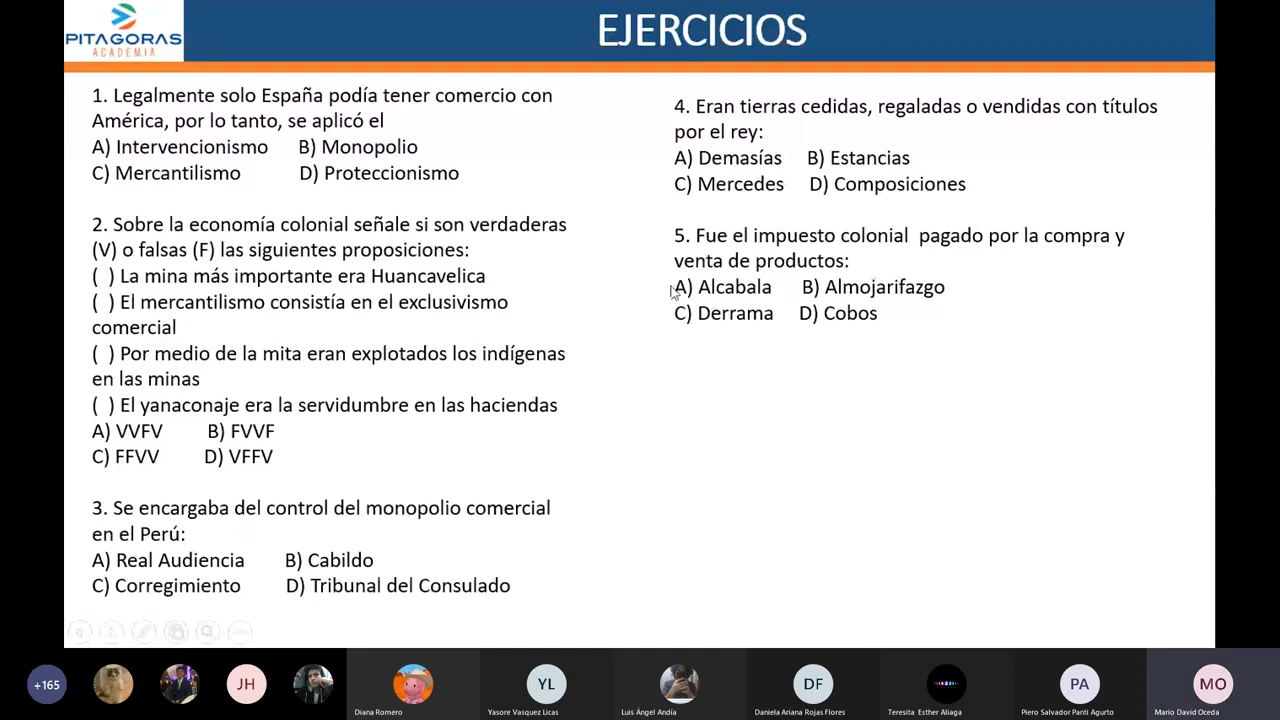 PITAGORAS
ACADEMIA
EJERCICIOS
1. Legalmente solo España podía tener comercio con
América, por lo tanto, se aplicó el
A) Intervencionismo B) Monopolio
C) Mercantilismo D) Proteccionismo
2. Sobre la economía colonial señale si son verdaderas
(V) o falsas (F) las siguientes proposiciones:
( ) La mina más importante era Huancavelica
( ) El mercantilismo consistía en el exclusivismo
comercial
( ) Por medio de la mita eran explotados los indígenas
en las minas
( ) El yanaconaje era la servidumbre en las haciendas
A) VVFV B) FVVF
C) FFVV D) VFFV
3. Se encargaba del control del monopolio comercial
en el Perú:
A) Real Audiencia B) Cabildo
C) Corregimiento D) Tribunal del Consulado
4. Eran tierras cedidas, regaladas o vendidas con títulos
por el rey:
A) Demasías B) Estancias
C) Mercedes D) Composiciones
5. Fue el impuesto colonial pagado por la compra y
venta de productos:
A) Alcabala B) Almojarifazgo
C) Derrama D) Cobos
+165
JH
YL
DF
PA
MO
Diana Romero
Yasore Vasquez Licas
Luis Ángel Andía
Daniela Ariana Rojas Flores
Teresita Esther Aliaga
Piero Salvador Panti Agurto
Mario David Oceda